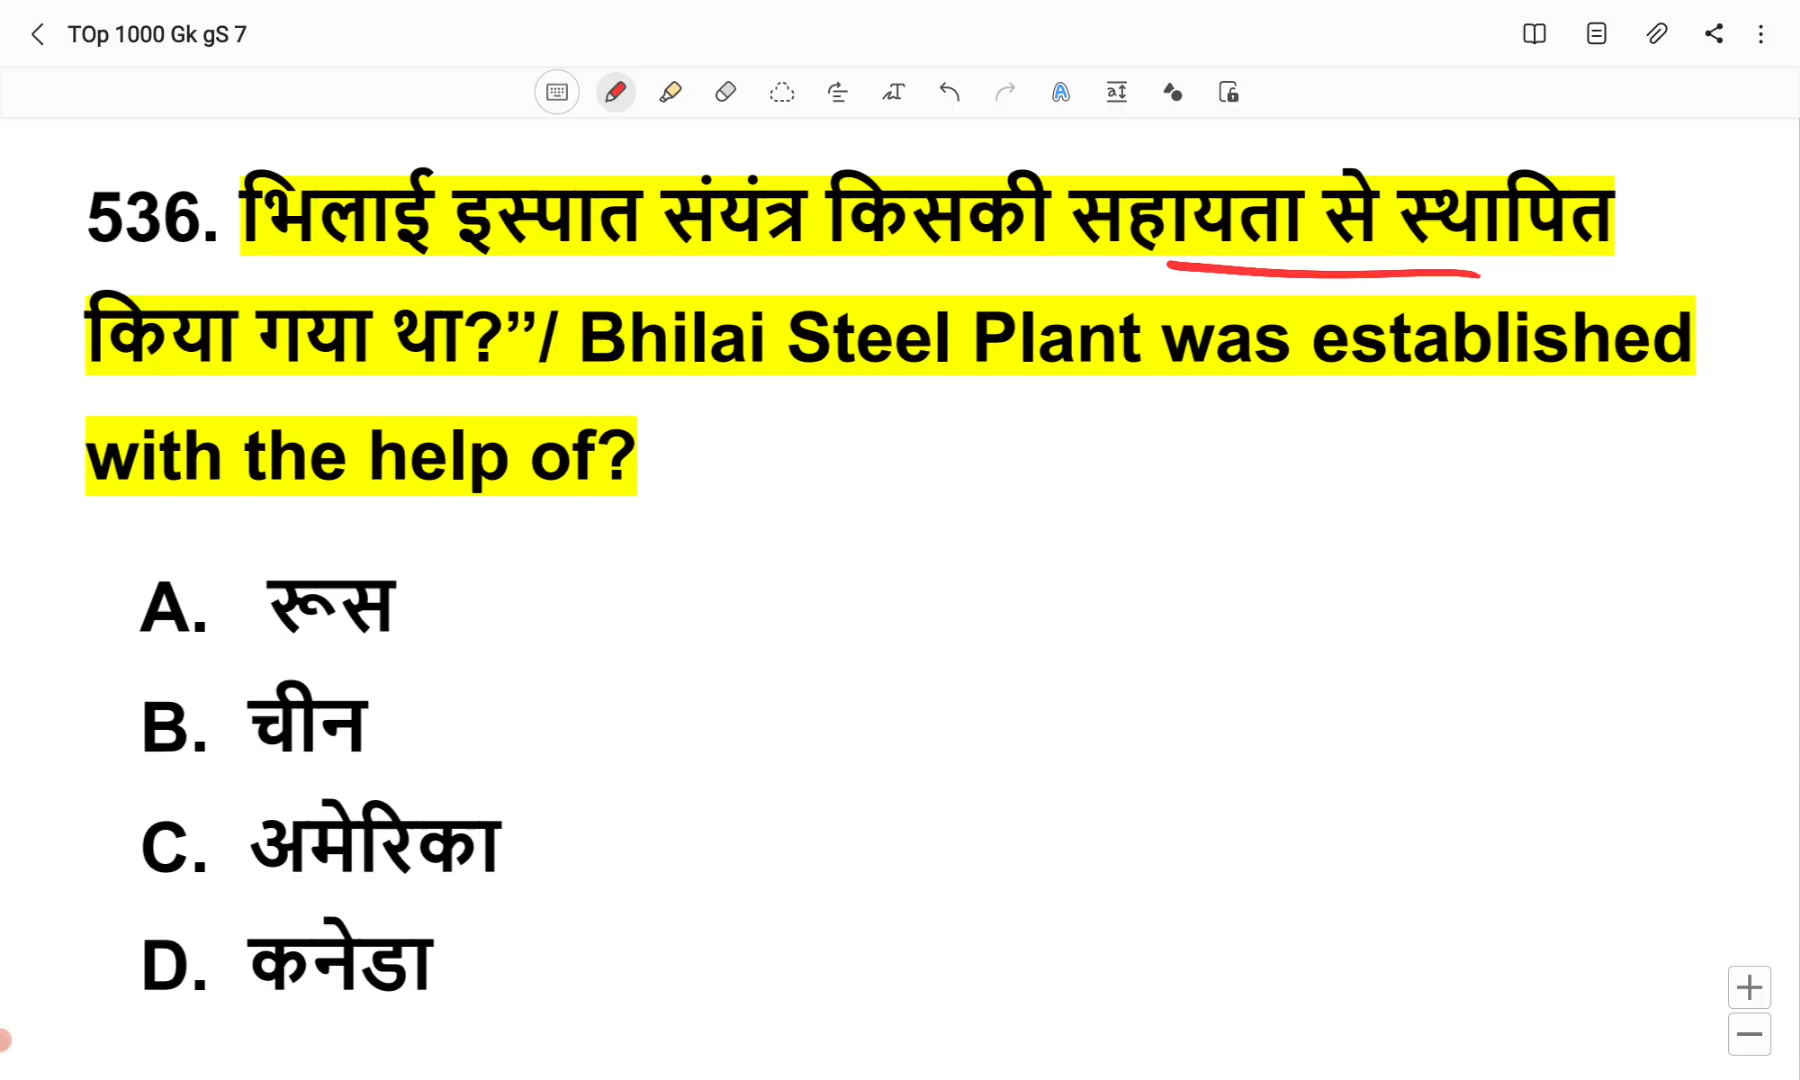 TOp 1000 Gk gS 7
536. भिलाई इस्पात संयंत्र किसकी सहायता से स्थापित
किया गया था?”/ Bhilai Steel Plant was established
with the help of?
A. रूस
B. चीन
C. अमेरिका
D. कनेडा